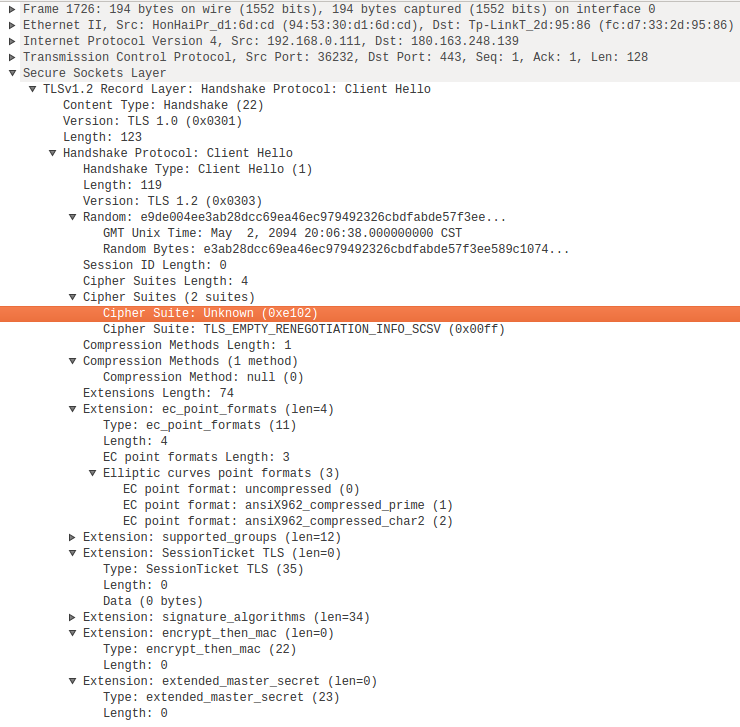 Frame 1726: 194 bytes on wire (1552 bits), 194 bytes captured (1552 bits) on interface 0
Ethernet II, Src: HonHaiPr_d1:6d:cd (94:53:30:d1:6d:cd), Dst: Tp-LinkT_2d:95:86 (fc:d7:33:2d:95:86)
Internet Protocol Version 4, Src: 192.168.0.111, Dst: 180.163.248.139
Transmission Control Protocol, Src Port: 36232, Dst Port: 443, Seq: 1, Ack: 1, Len: 128
Secure Sockets Layer
TLSv1.2 Record Layer: Handshake Protocol: Client Hello
Content Type: Handshake (22)
Version: TLS 1.0 (0x0301)
Length: 123
Handshake Protocol: Client Hello
Handshake Type: Client Hello (1)
Length: 119
Version: TLS 1.2 (0x0303)
Random: e9de004ee3ab28dcc69ea46ec979492326cbdfabde57f3ee...
GMT Unix Time: May  2, 2094 20:06:38.000000000 CST
Random Bytes: e3ab28dcc69ea46ec979492326cbdfabde57f3ee589c1074...
Session ID Length: 0
Cipher Suites Length: 4
Cipher Suites (2 suites)
Cipher Suite: Unknown (0xe102)
Cipher Suite: TLS_EMPTY_RENEGOTIATION_INFO_SCSV (0x00ff)
Compression Methods Length: 1
Compression Methods (1 method)
Compression Method: null (0)
Extensions Length: 74
Extension: ec_point_formats (len=4)
Type: ec_point_formats (11)
Length: 4
EC point formats Length: 3
Elliptic curves point formats (3)
EC point format: uncompressed (0)
EC point format: ansiX962_compressed_prime (1)
EC point format: ansiX962_compressed_char2 (2)
Extension: supported_groups (len=12)
Extension: SessionTicket TLS (len=0)
Type: SessionTicket TLS (35)
Length: 0
Data (0 bytes)
Extension: signature_algorithms (len=34)
Extension: encrypt_then_mac (len=0)
Type: encrypt_then_mac (22)
Length: 0
Extension: extended_master_secret (len=0)
Type: extended_master_secret (23)
Length: 0